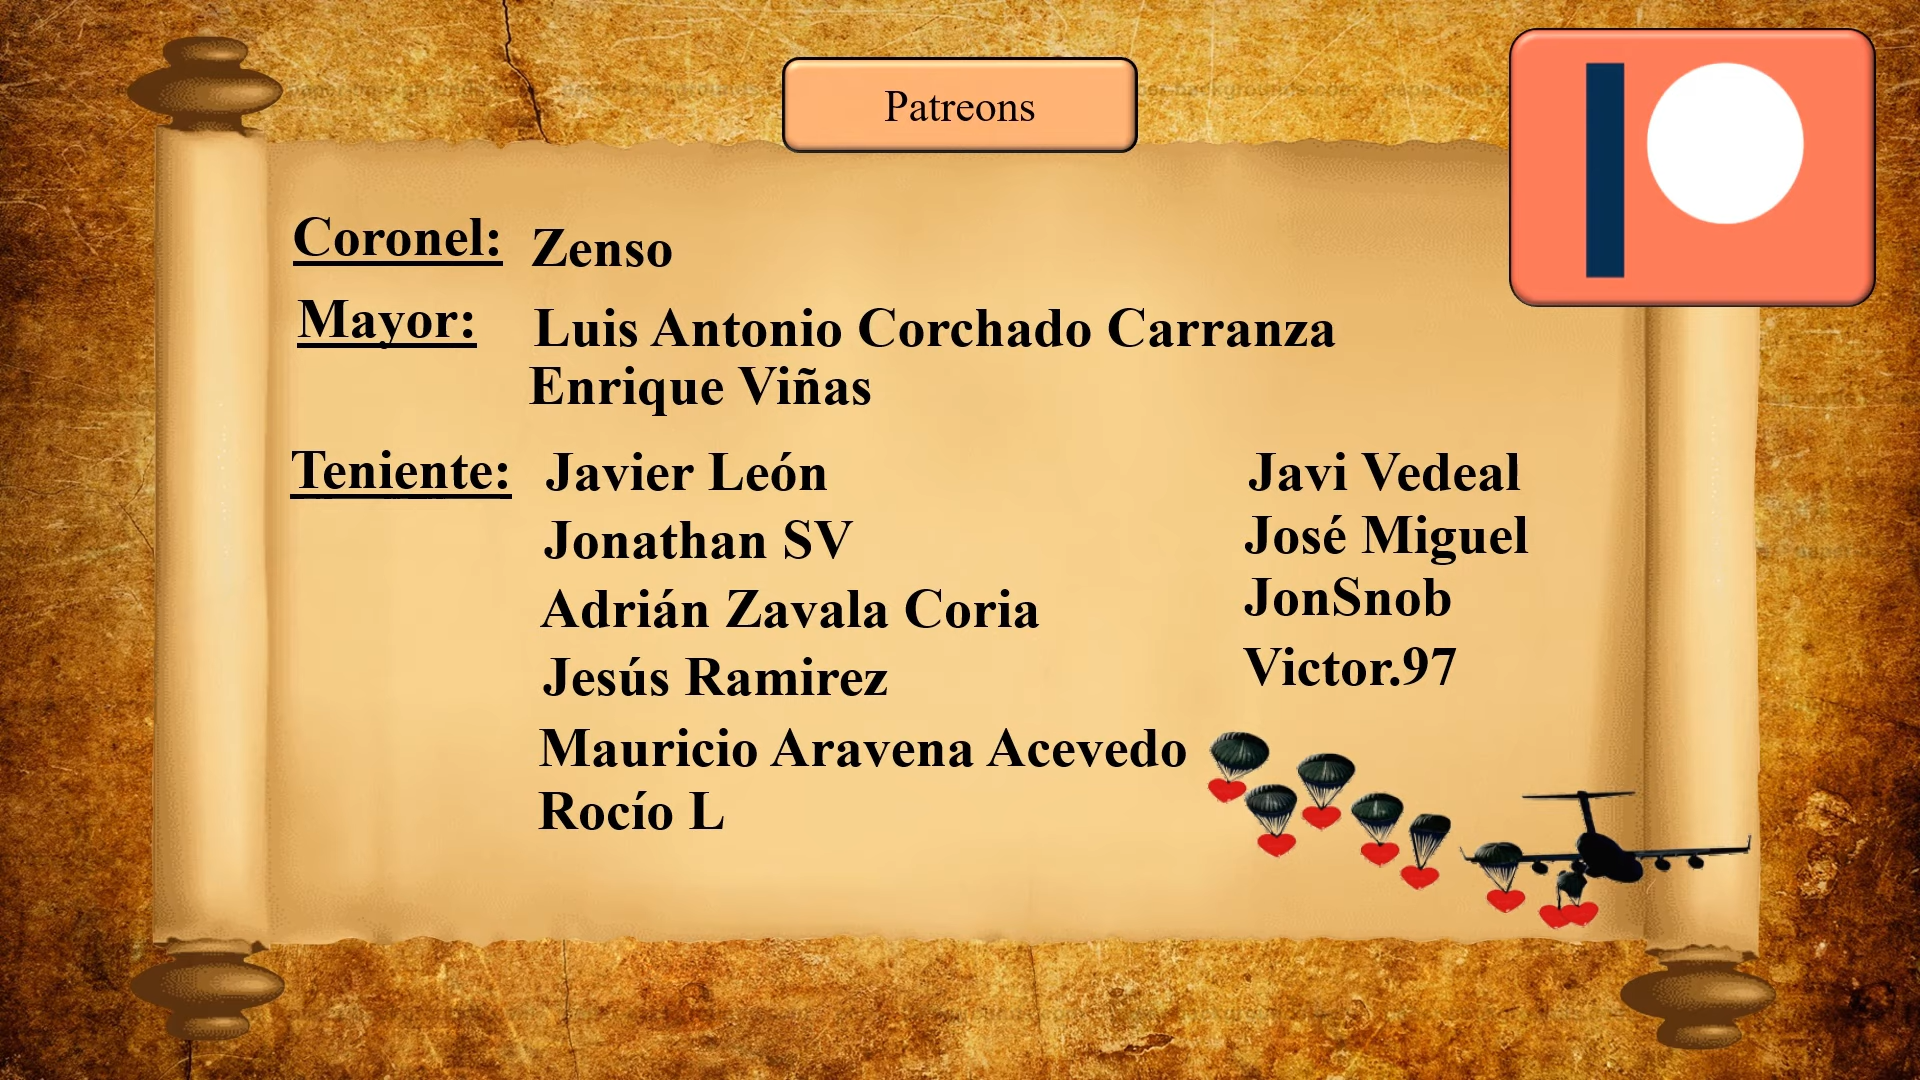 Patreons
Coronel: Zenso
Mayor: Luis Antonio Corchado Carranza
Enrique Viñas
Teniente: Javier León
Jonathan SV
Adrián Zavala Coria
Jesús Ramirez
Mauricio Aravena Acevedo
Rocío L
Javi Vedeal
José Miguel
JonSnob
Victor.97